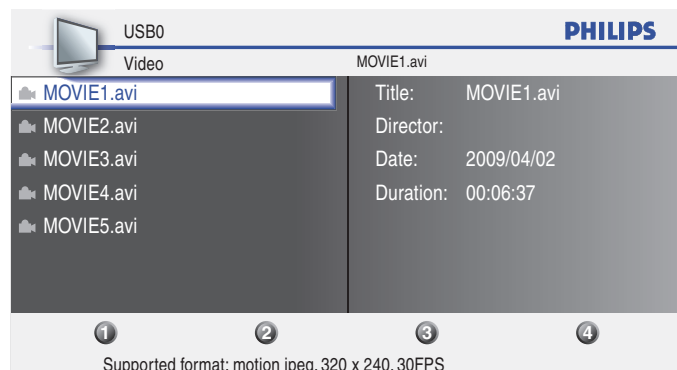 USB0 PHILIPS
Video MOVIE1.avi
MOVIE1.avi
MOVIE2.avi
MOVIE3.avi
MOVIE4.avi
MOVIE5.avi
Title: MOVIE1.avi
Director:
Date: 2009/04/02
Duration: 00:06:37
1 2 3 4
Supported format: motion jpeg, 320 x 240, 30FPS